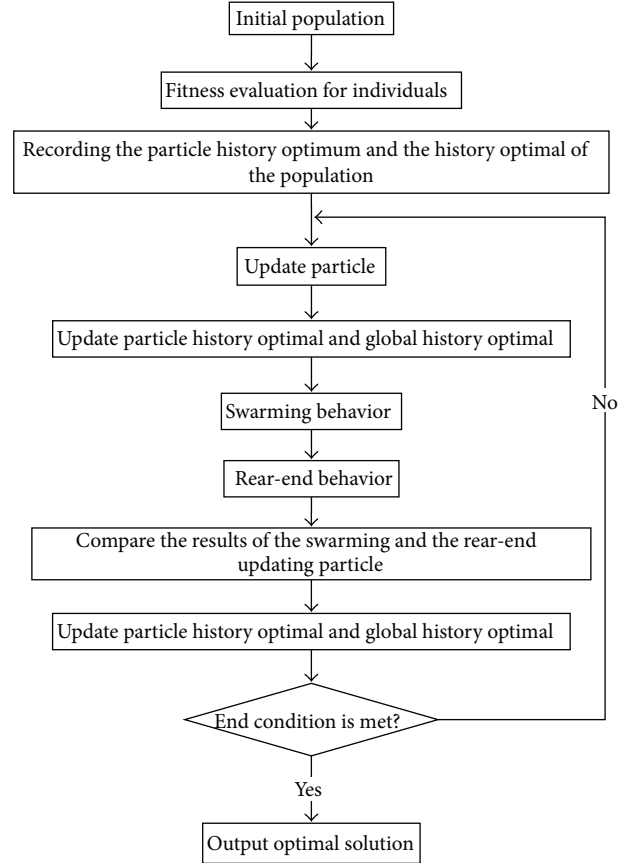 Initial population
Fitness evaluation for individuals
Recording the particle history optimum and the history optimal of
the population
Update particle
Update particle history optimal and global history optimal
Swarming behavior
No
Rear-end behavior
Compare the results of the swarming and the rear-end
updating particle
Update particle history optimal and global history optimal
End condition is met?
Yes
Output optimal solution